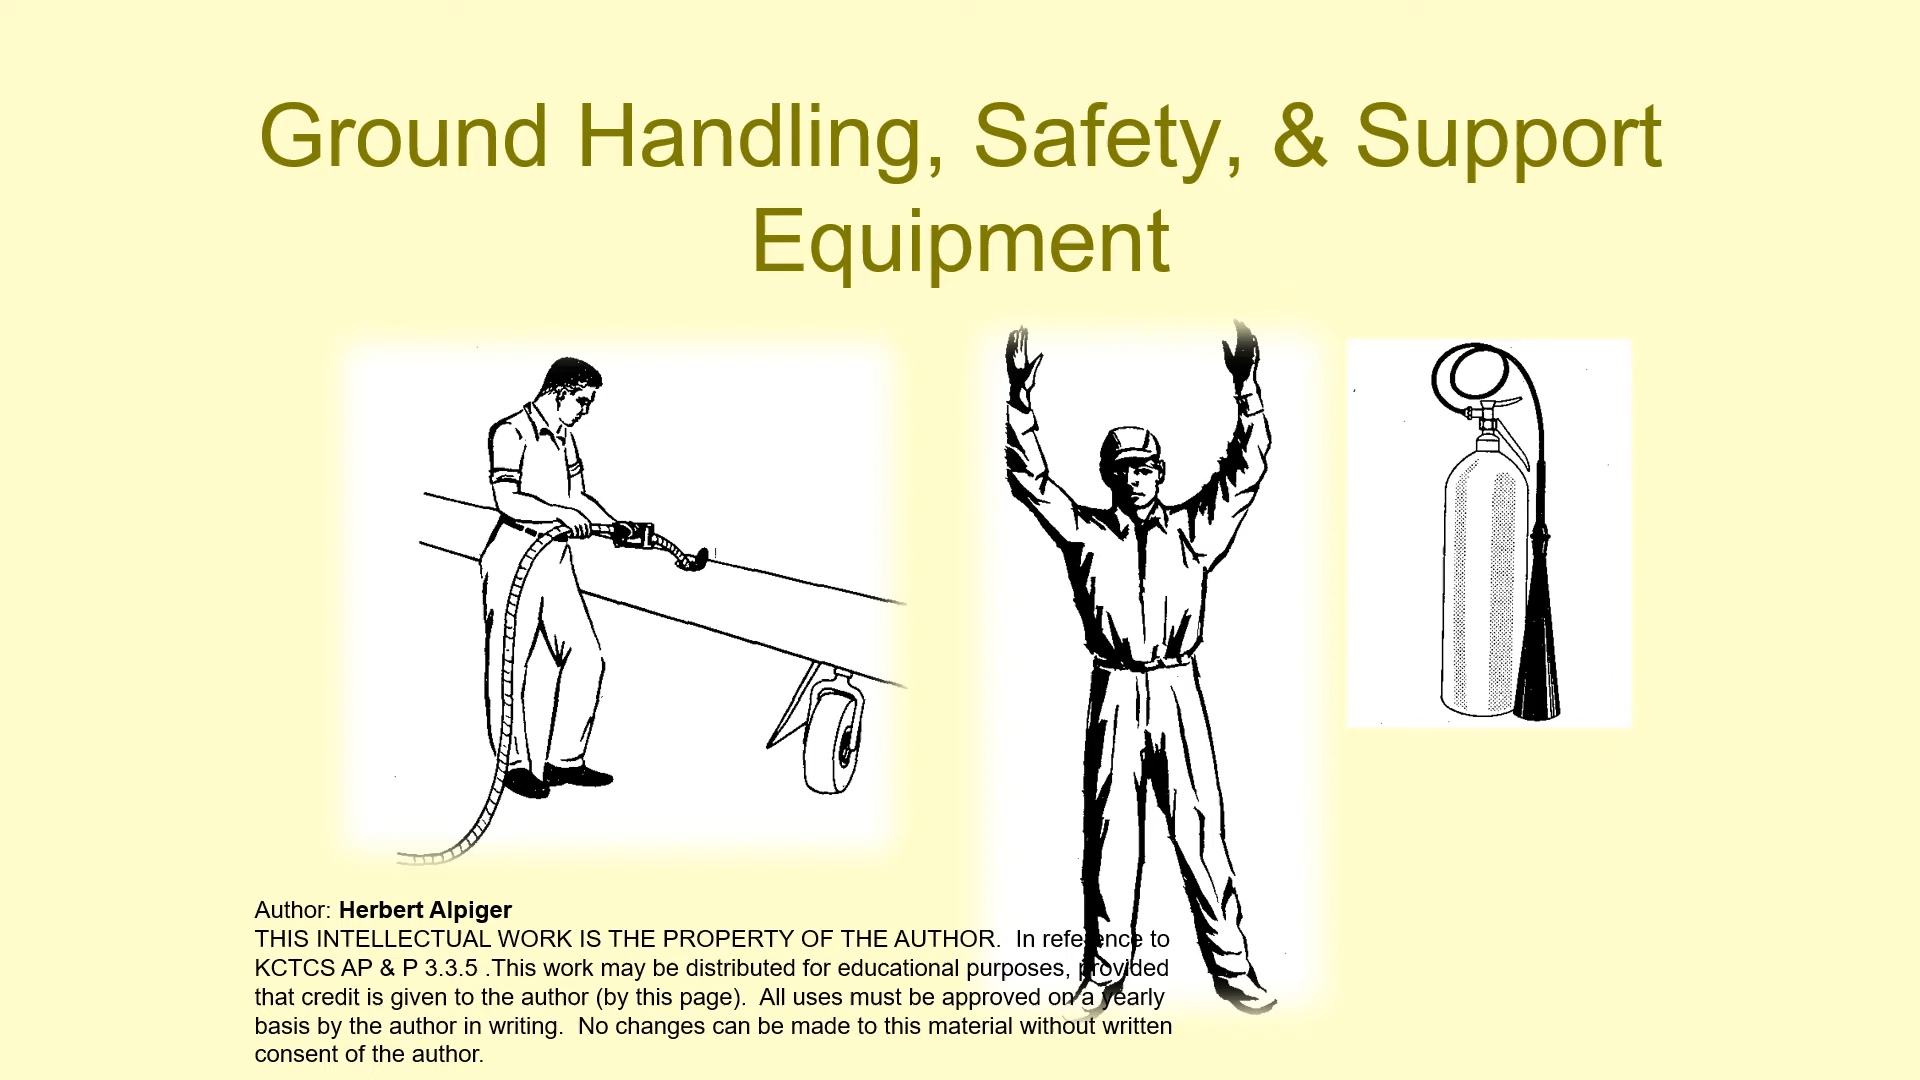 Ground Handling, Safety, & Support
Equipment
Author: Herbert Alpiger
THIS INTELLECTUAL WORK IS THE PROPERTY OF THE AUTHOR.  In reference to
KCTCS AP & P 3.3.5 .This work may be distributed for educational purposes, provided
that credit is given to the author (by this page).  All uses must be approved on a yearly
basis by the author in writing.  No changes can be made to this material without written
consent of the author.